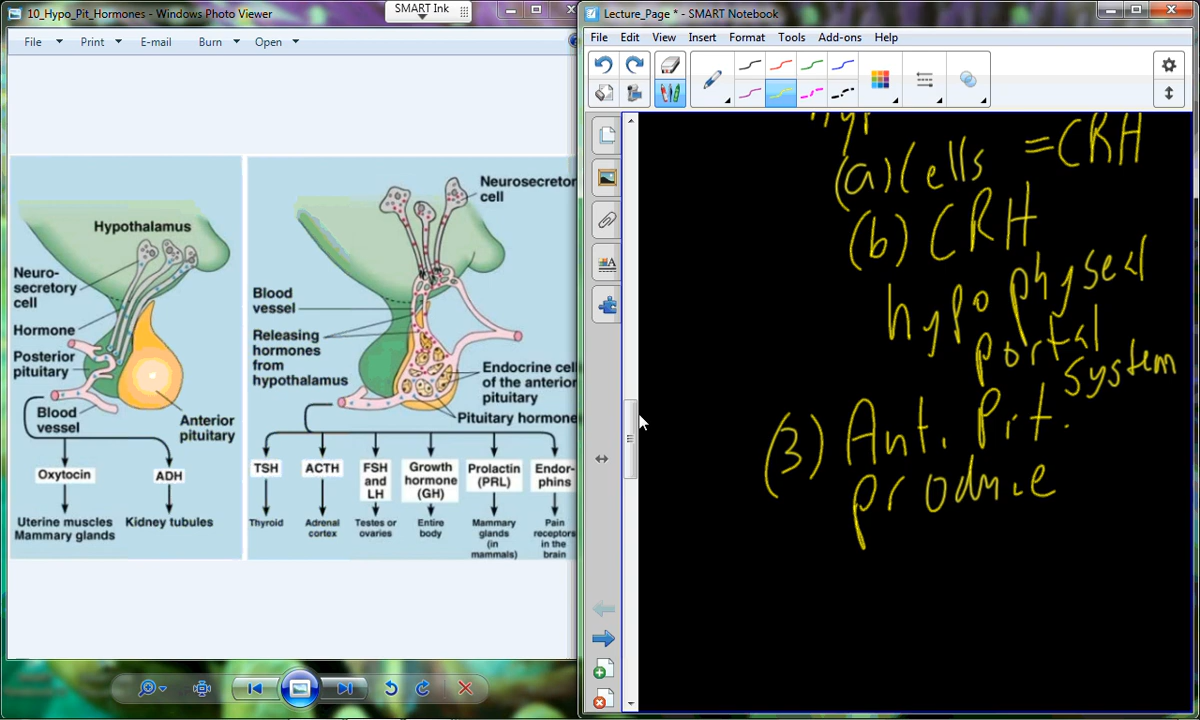 10_Hypo_Pit_Hormones - Windows Photo Viewer
SMART Ink
File Print E-mail Burn Open
Hypothalamus
Neuro-
secretory
cell
Hormone
Posterior
pituitary
Blood
vessel
Anterior
pituitary
Oxytocin
ADH
Uterine muscles
Mammary glands
Kidney tubules
Neurosecretor
cell
Blood
vessel
Releasing
hormones
from
hypothalamus
Endocrine cel
of the anterior
pituitary
Pituitary hormone
TSH
ACTH
FSH
and
LH
Growth
hormone
(GH)
Prolactin
(PRL)
Endor-
phins
Thyroid
Adrenal
cortex
Testes or
ovaries
Entire
body
Mammary
glands
(in
mammals)
Pain
receptors
in the
brain
Lecture_Page * - SMART Notebook
File Edit View Insert Format Tools Add-ons Help
(a) Cells = CRH
(b) CRH
hypophyseal
portal
system
(3) Ant. Pit.
produce